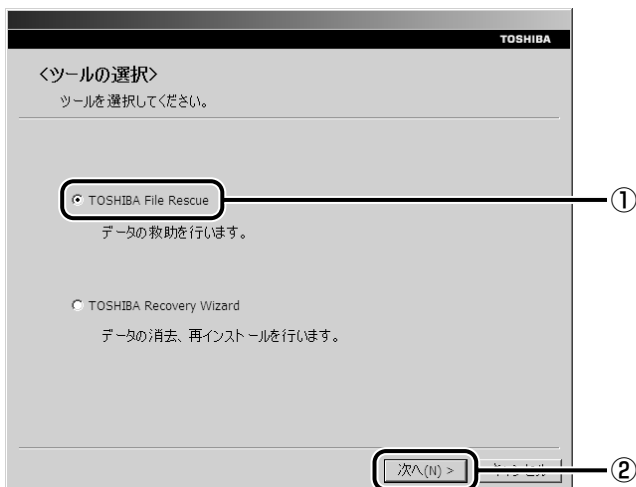 TOSHIBA
<ツールの選択>
ツールを選択してください。
TOSHIBA File Rescue
①
データの救助を行います。
TOSHIBA Recovery Wizard
データの消去、再インストールを行います。
次へ(N) >
②